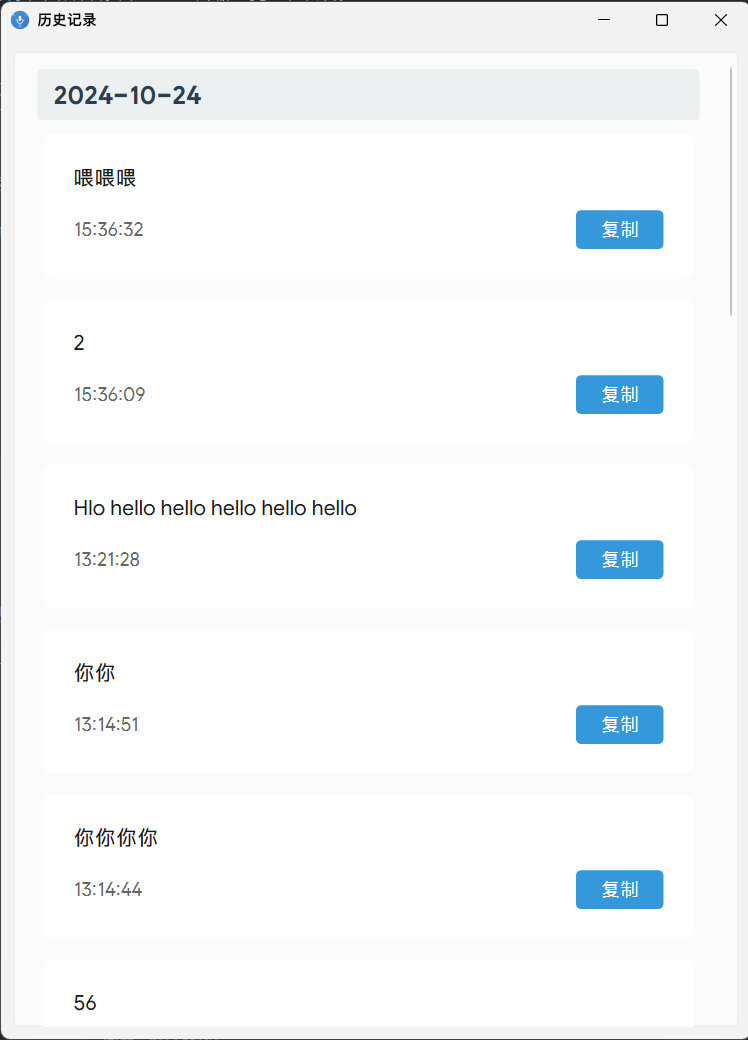 历史记录
2024-10-24
喂喂喂
15:36:32
复制
2
15:36:09
复制
Hlo hello hello hello hello hello
13:21:28
复制
你你
13:14:51
复制
你你你你
13:14:44
复制
56